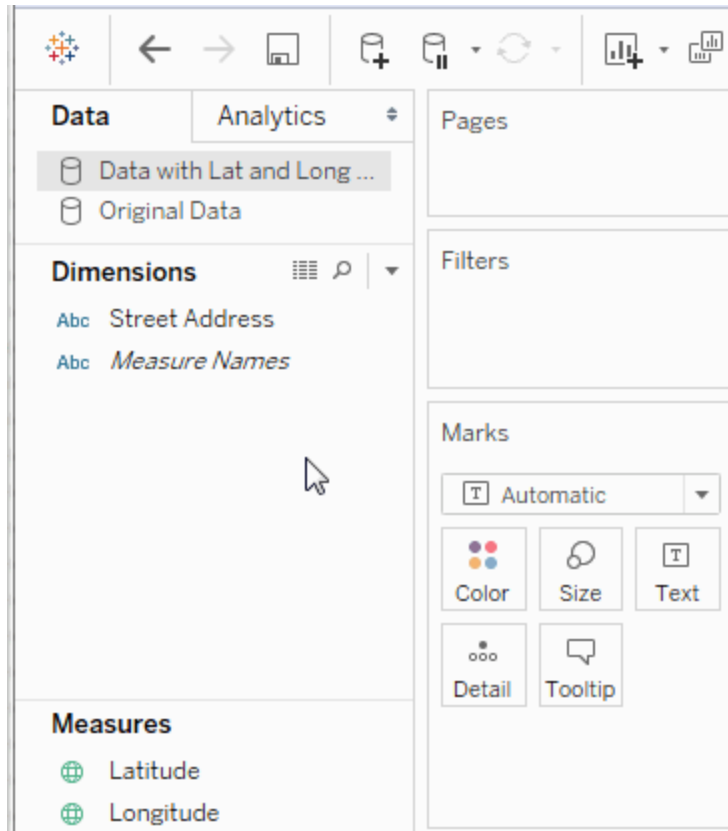 Data
Analytics
Data with Lat and Long ...
Original Data
Dimensions
Abc Street Address
Abc Measure Names
Measures
Latitude
Longitude
Pages
Filters
Marks
T Automatic
Color
Size
T
Text
Detail
Tooltip